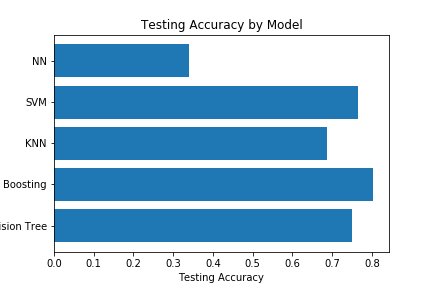 Testing Accuracy by Model
NN
SVM
KNN
Boosting
ision Tree
0.0 0.1 0.2 0.3 0.4 0.5 0.6 0.7 0.8
Testing Accuracy